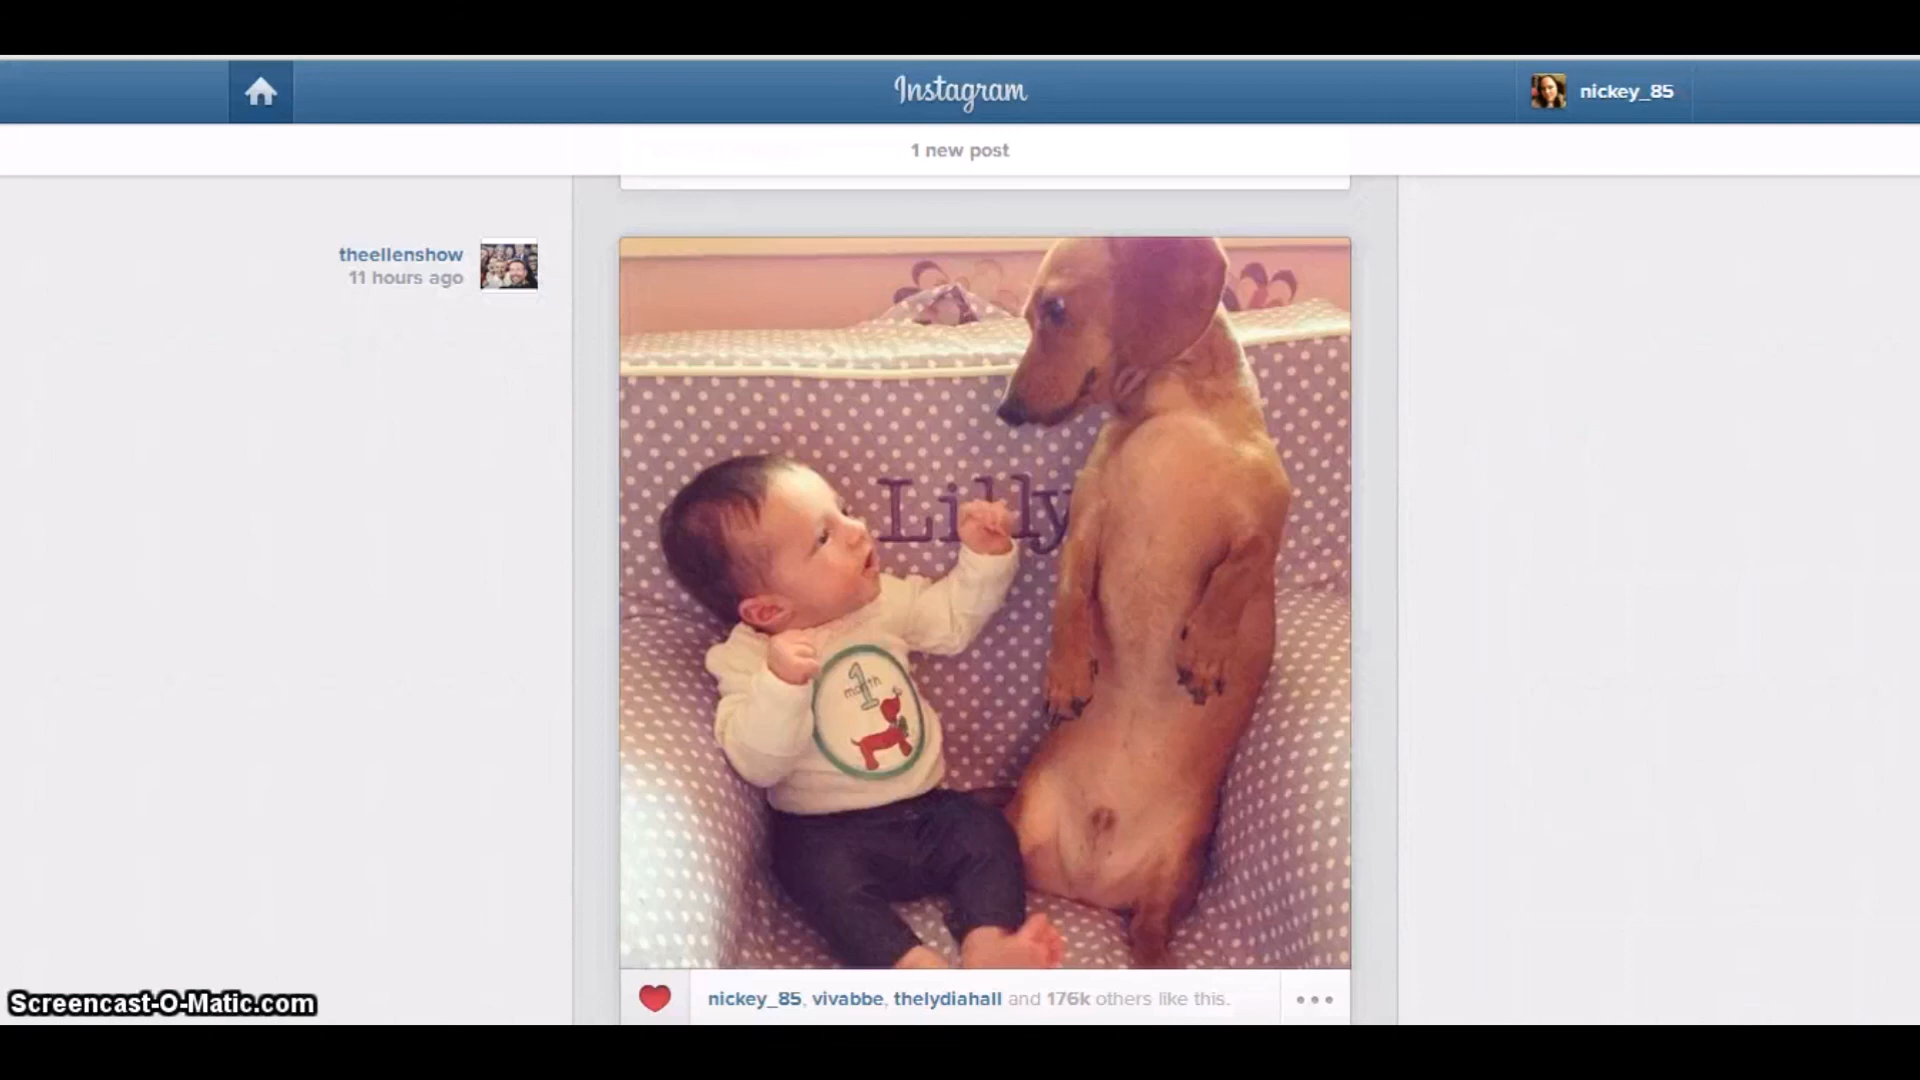 Instagram
nickey_85
1 new post
theellenshow
11 hours ago
Lilly
1
month
nickey_85, vivabbe, thelydiahall and 176k others like this.
Screencast-O-Matic.com